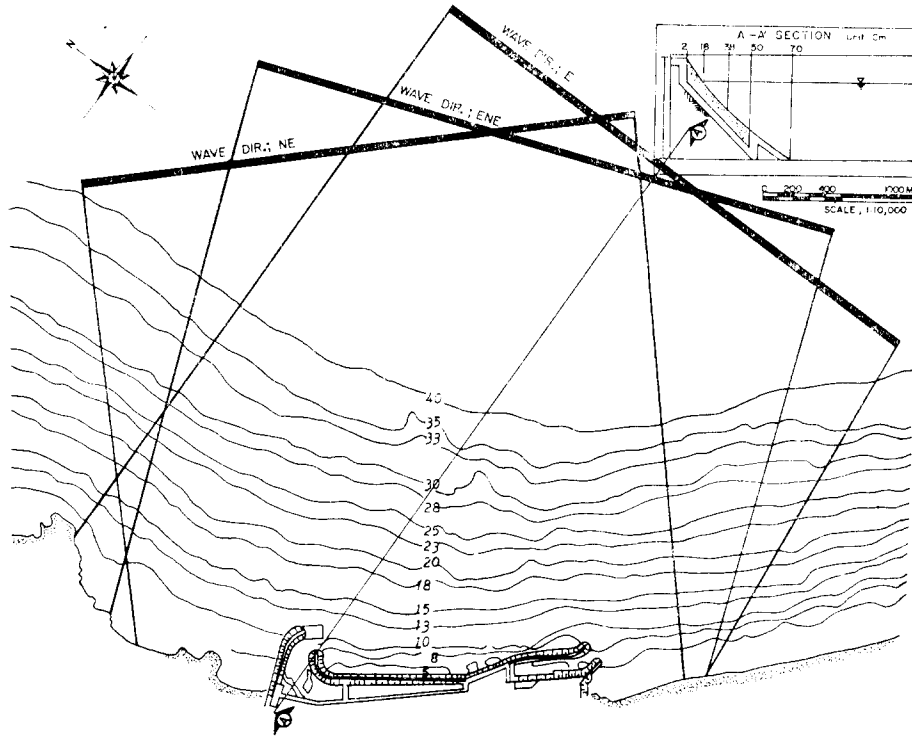 WAVE DIR.; E
A - A' SECTION Unit Cm
2 18 38 50 70
WAVE DIR.; ENE
WAVE DIR.; NE
N
A
0 200 400 1000 M
SCALE, 1:10,000
40
35
33
30
28
25
23
20
18
15
13
10
8
5
A